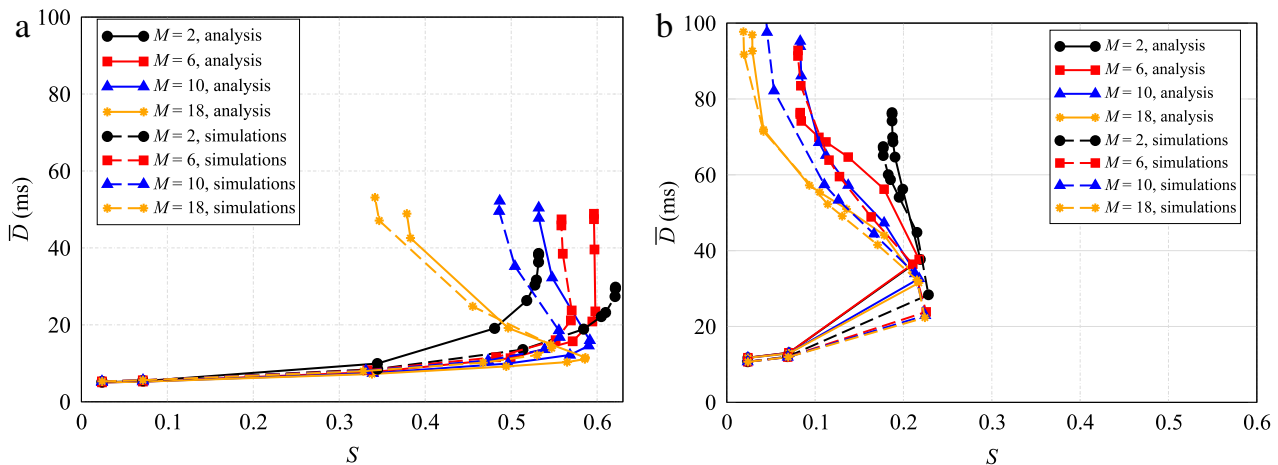 a
100
80
60
40
20
0
D̅ (ms)
M = 2, analysis
M = 6, analysis
M = 10, analysis
M = 18, analysis
M = 2, simulations
M = 6, simulations
M = 10, simulations
M = 18, simulations
0 0.1 0.2 0.3 0.4 0.5 0.6
S
b
100
80
60
40
20
0
D̅ (ms)
M = 2, analysis
M = 6, analysis
M = 10, analysis
M = 18, analysis
M = 2, simulations
M = 6, simulations
M = 10, simulations
M = 18, simulations
0 0.1 0.2 0.3 0.4 0.5 0.6
S